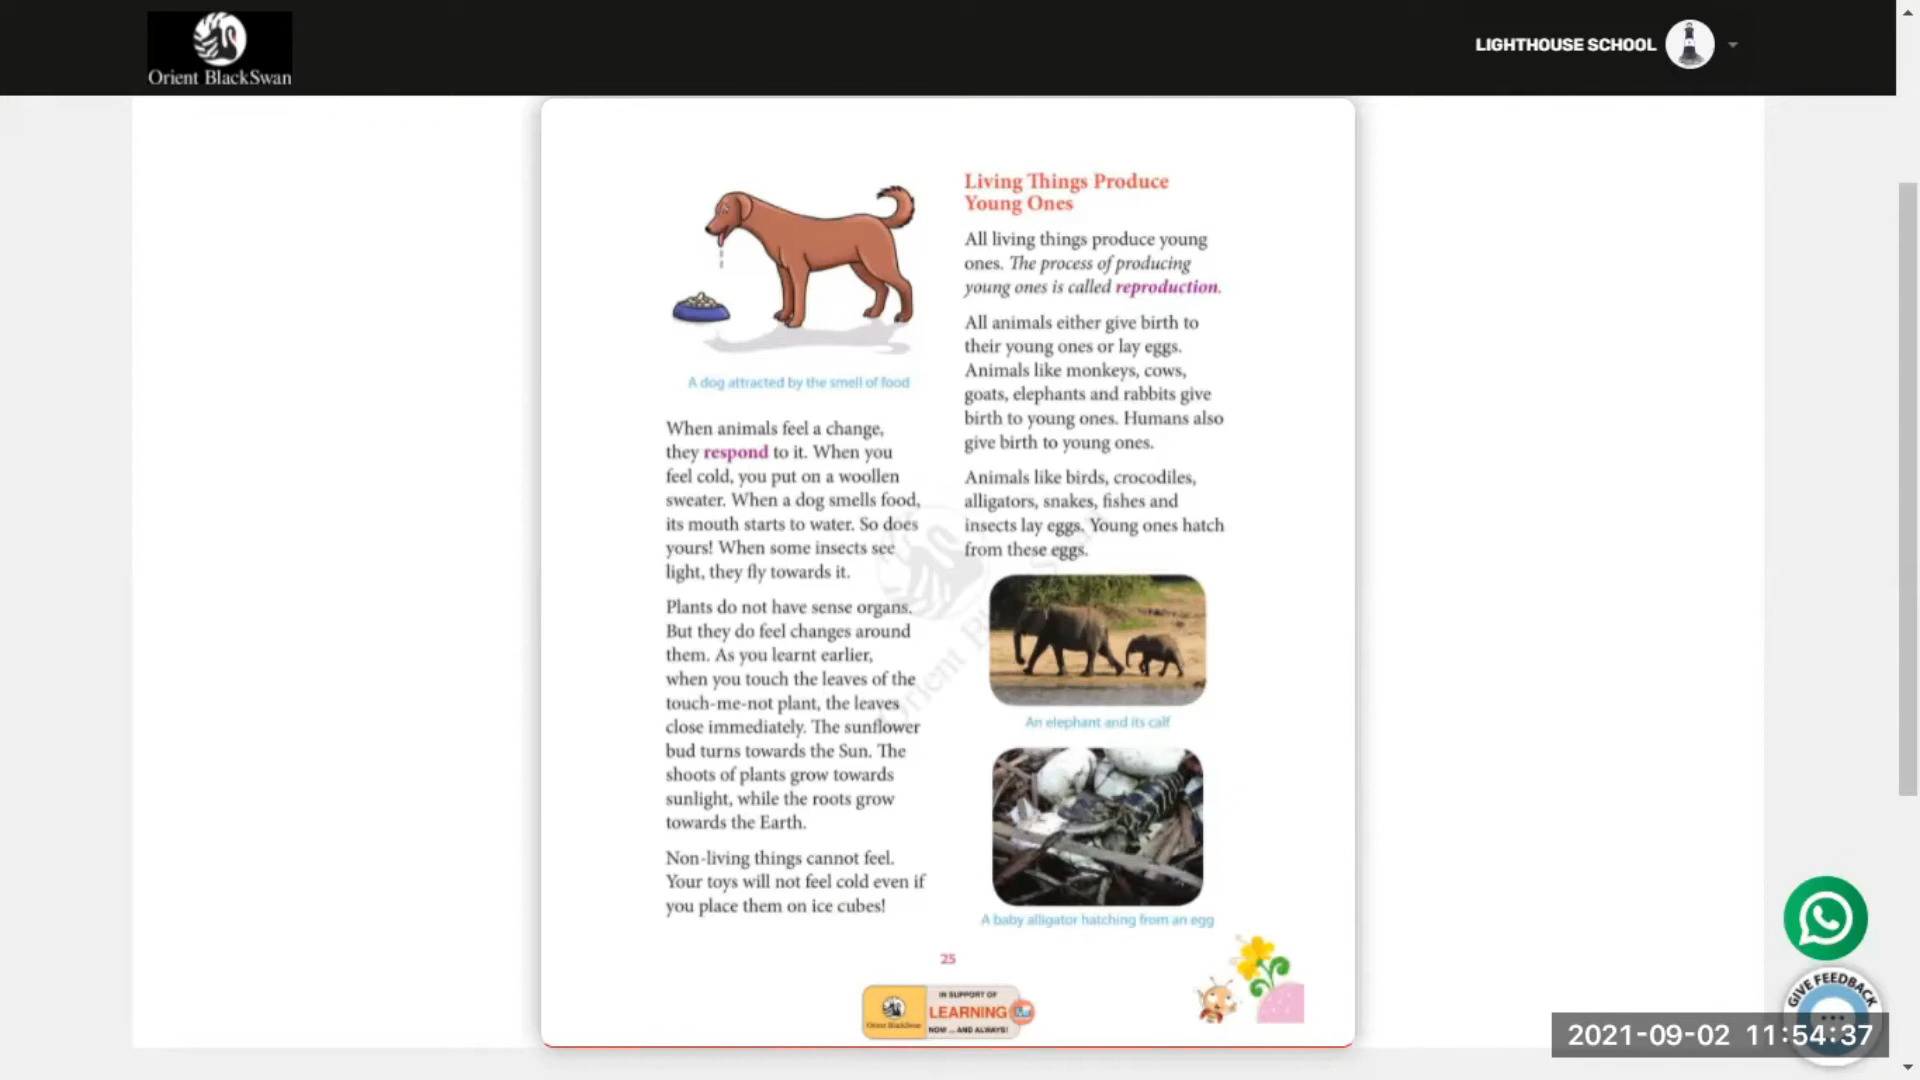 Orient BlackSwan
LIGHTHOUSE SCHOOL
A dog attracted by the smell of food
When animals feel a change,
they respond to it. When you
feel cold, you put on a woollen
sweater. When a dog smells food,
its mouth starts to water. So does
yours! When some insects see
light, they fly towards it.
Plants do not have sense organs.
But they do feel changes around
them. As you learnt earlier,
when you touch the leaves of the
touch-me-not plant, the leaves
close immediately. The sunflower
bud turns towards the Sun. The
shoots of plants grow towards
sunlight, while the roots grow
towards the Earth.
Non-living things cannot feel.
Your toys will not feel cold even if
you place them on ice cubes!
Living Things Produce
Young Ones
All living things produce young
ones. The process of producing
young ones is called reproduction.
All animals either give birth to
their young ones or lay eggs.
Animals like monkeys, cows,
goats, elephants and rabbits give
birth to young ones. Humans also
give birth to young ones.
Animals like birds, crocodiles,
alligators, snakes, fishes and
insects lay eggs. Young ones hatch
from these eggs.
An elephant and its calf
A baby alligator hatching from an egg
25
Orient BlackSwan
IN SUPPORT OF
LEARNING
NOW ... AND ALWAYS!
GIVE FEEDBACK
2021-09-02 11:54:37